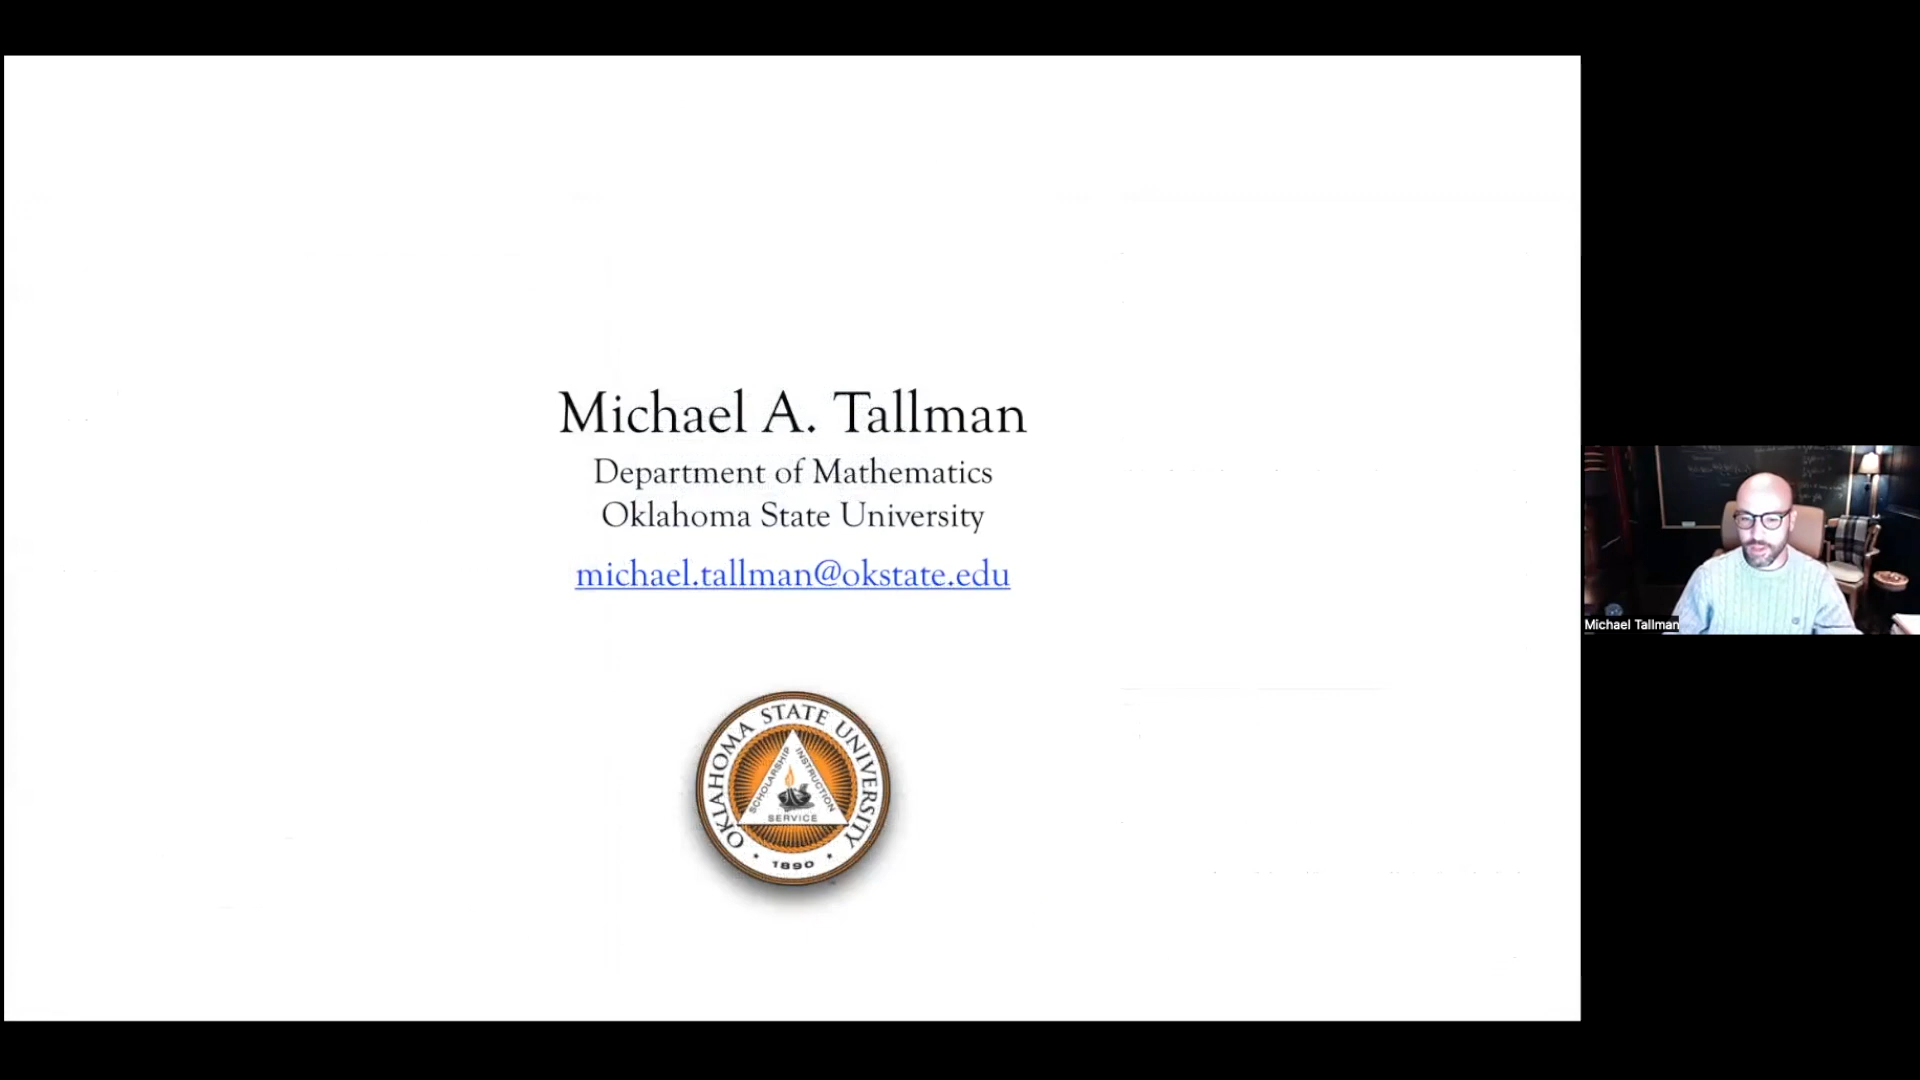 Michael A. Tallman
Department of Mathematics
Oklahoma State University
michael.tallman@okstate.edu
OKLAHOMA STATE UNIVERSITY
SCHOLARSHIP
INSTRUCTION
SERVICE
1890
Michael Tallman